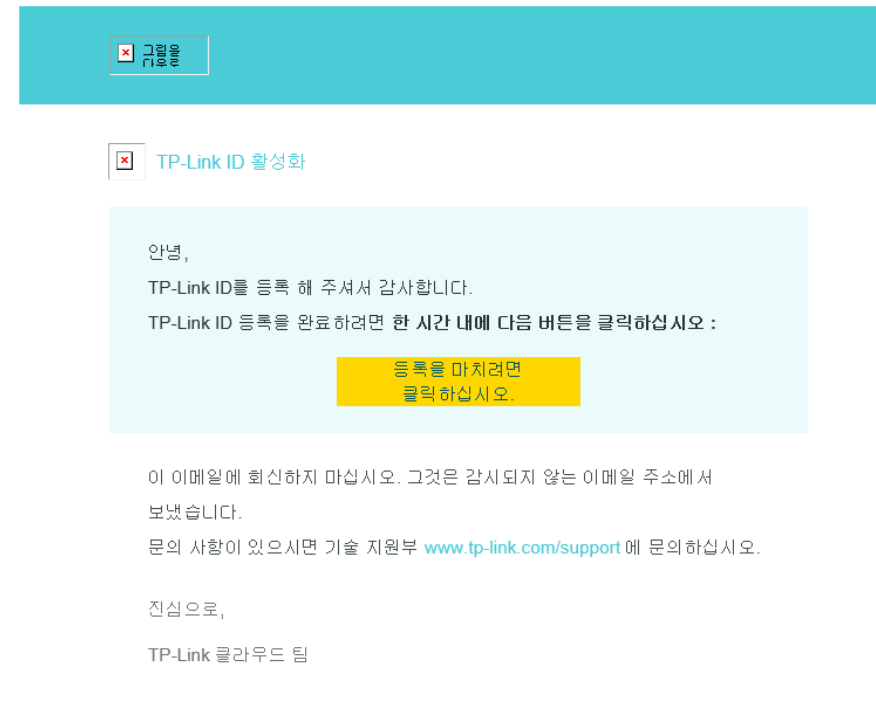 그림을
다운로
TP-Link ID 활성화
안녕,
TP-Link ID를 등록 해 주셔서 감사합니다.
TP-Link ID 등록을 완료하려면 한 시간 내에 다음 버튼을 클릭하십시오 :
등록을 마치려면
클릭하십시오.
이 이메일에 회신하지 마십시오. 그것은 감시되지 않는 이메일 주소에서
보냈습니다.
문의 사항이 있으시면 기술 지원부 www.tp-link.com/support 에 문의하십시오.
진심으로,
TP-Link 클라우드 팀